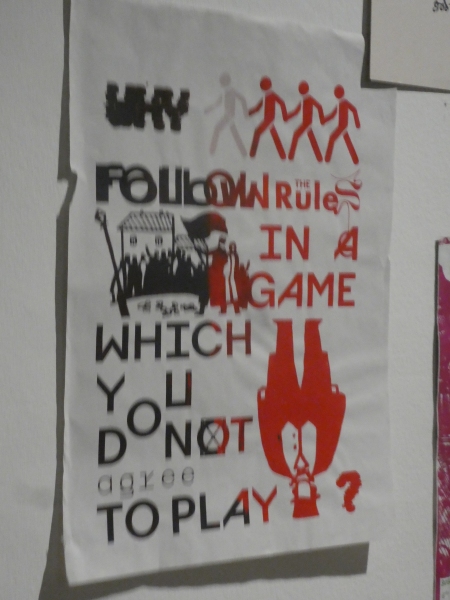 WHY
FOLLOW THE RULES
IN A
GAME
WHICH
YOU
DO NOT
agree
TO PLAY ?